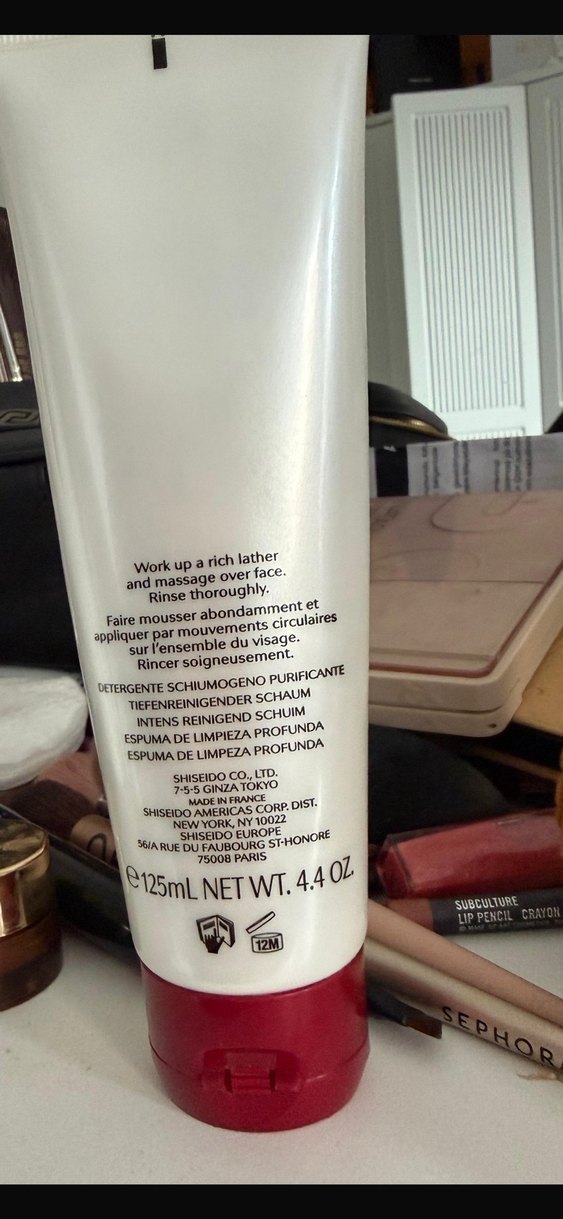 Work up a rich lather
and massage over face.
Rinse thoroughly.
Faire mousser abondamment et
appliquer par mouvements circulaires
sur l'ensemble du visage.
Rincer soigneusement.
DETERGENTE SCHIUMOGENO PURIFICANTE
TIEFENREINIGENDER SCHAUM
INTENS REINIGEND SCHUIM
ESPUMA DE LIMPIEZA PROFUNDA
ESPUMA DE LIMPEZA PROFUNDA
SHISEIDO CO., LTD.
7-5-5 GINZA TOKYO
MADE IN FRANCE
SHISEIDO AMERICAS CORP. DIST.
NEW YORK, NY 10022
SHISEIDO EUROPE
56/A RUE DU FAUBOURG ST-HONORE
75008 PARIS
℮125mL NET WT. 4.4 OZ.
12M
SUBCULTURE
LIP PENCIL CRAYON
SEPHORA